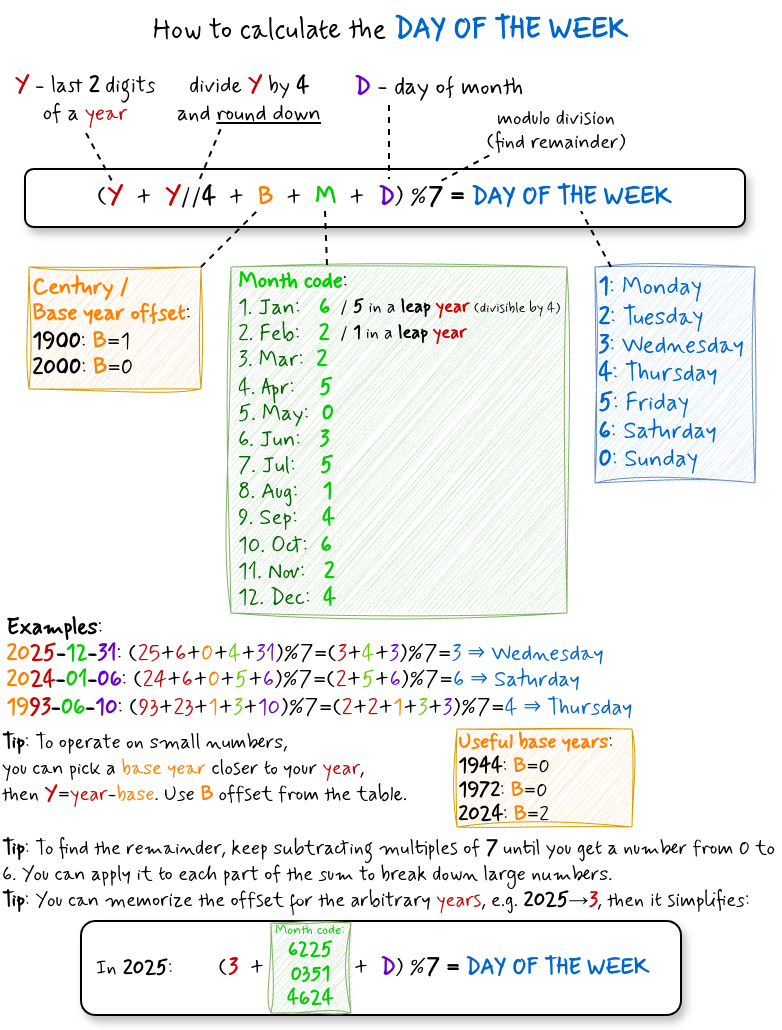 How to calculate the DAY OF THE WEEK
Y - last 2 digits
of a year
divide Y by 4
and round down
D - day of month
modulo division
(find remainder)
(Y + Y//4 + B + M + D) %7 = DAY OF THE WEEK
Century /
Base year offset:
1900: B=1
2000: B=0
Month code:
1. Jan: 6 / 5 in a leap year (divisible by 4)
2. Feb: 2 / 1 in a leap year
3. Mar: 2
4. Apr: 5
5. May: 0
6. Jun: 3
7. Jul: 5
8. Aug: 1
9. Sep: 4
10. Oct: 6
11. Nov: 2
12. Dec: 4
1: Monday
2: Tuesday
3: Wednesday
4: Thursday
5: Friday
6: Saturday
0: Sunday
Examples:
2025-12-31: (25+6+0+4+31)%7=(3+4+3)%7=3 ⇒ Wednesday
2024-01-06: (24+6+0+5+6)%7=(2+5+6)%7=6 ⇒ Saturday
1993-06-10: (93+23+1+3+10)%7=(2+2+1+3+3)%7=4 ⇒ Thursday
Tip: To operate on small numbers,
you can pick a base year closer to your year,
then Y=year-base. Use B offset from the table.
Useful base years:
1944: B=0
1972: B=0
2024: B=2
Tip: To find the remainder, keep subtracting multiples of 7 until you get a number from 0 to
6. You can apply it to each part of the sum to break down large numbers.
Tip: You can memorize the offset for the arbitrary years, e.g. 2025→3, then it simplifies:
Month code:
6225
In 2025: (3 + 0351 + D) %7 = DAY OF THE WEEK
4624